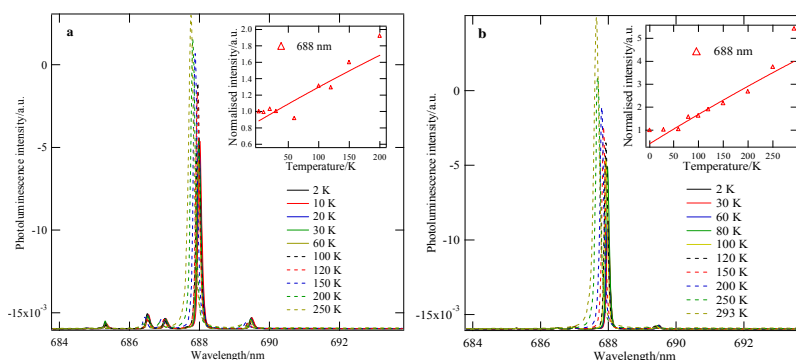 a
Photoluminescence intensity/a.u.
0
-5
-10
-15x10⁻³
684 686 688 690 692
Wavelength/nm
Normalised intensity/a.u.
2.0
1.8
1.6
1.4
1.2
1.0
0.8
0.6
0 50 100 150 200
Temperature/K
688 nm
2 K
10 K
20 K
30 K
60 K
100 K
120 K
150 K
200 K
250 K
b
Photoluminescence intensity/a.u.
0
-5
-10
-15x10⁻³
684 686 688 690 692
Wavelength/nm
Normalised intensity/a.u.
5
4
3
2
1
0 50 100 150 200 250
Temperature/K
688 nm
2 K
30 K
60 K
80 K
100 K
120 K
150 K
200 K
250 K
293 K